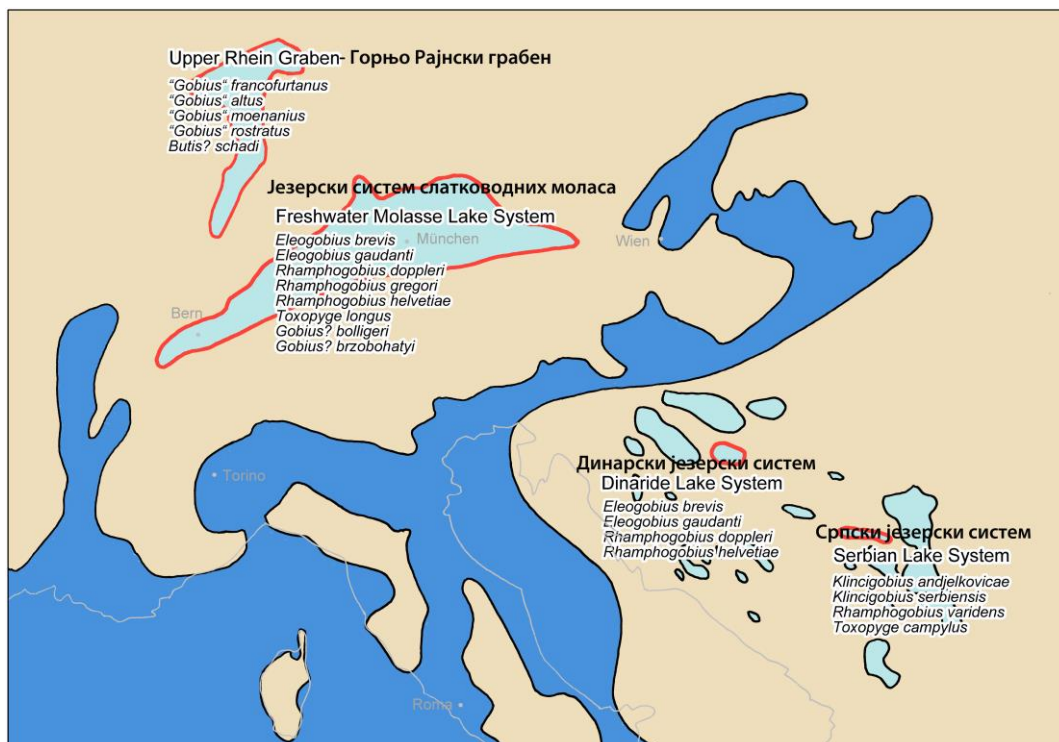 Upper Rhein Graben- Горњо Рајнски грабен
"Gobius" francofurtanus
"Gobius" altus
"Gobius" moenanius
"Gobius" rostratus
Butis? schadi
Језерски систем слатководних моласа
Freshwater Molasse Lake System
Eleogobius brevis
Eleogobius gaudanti
Rhamphogobius doppleri
Rhamphogobius gregori
Rhamphogobius helvetiae
Toxopyge longus
Gobius? bolligeri
Gobius? brzobohatyi
München
Wien
Bern
Torino
Динарски језерски систем
Dinaride Lake System
Eleogobius brevis
Eleogobius gaudanti
Rhamphogobius doppleri
Rhamphogobius helvetiae
Српски језерски систем
Serbian Lake System
Klincigobius andjelkovicae
Klincigobius serbiensis
Rhamphogobius varidens
Toxopyge campylus
Roma